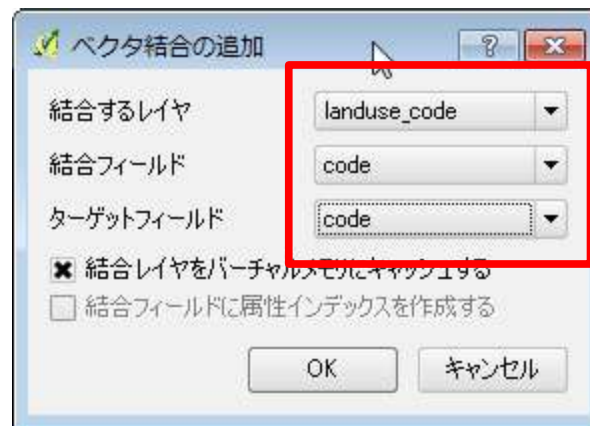 ベクタ結合の追加
結合するレイヤ landuse_code
結合フィールド code
ターゲットフィールド code
結合レイヤをバーチャルメモリにキャッシュする
結合フィールドに属性インデックスを作成する
OK キャンセル